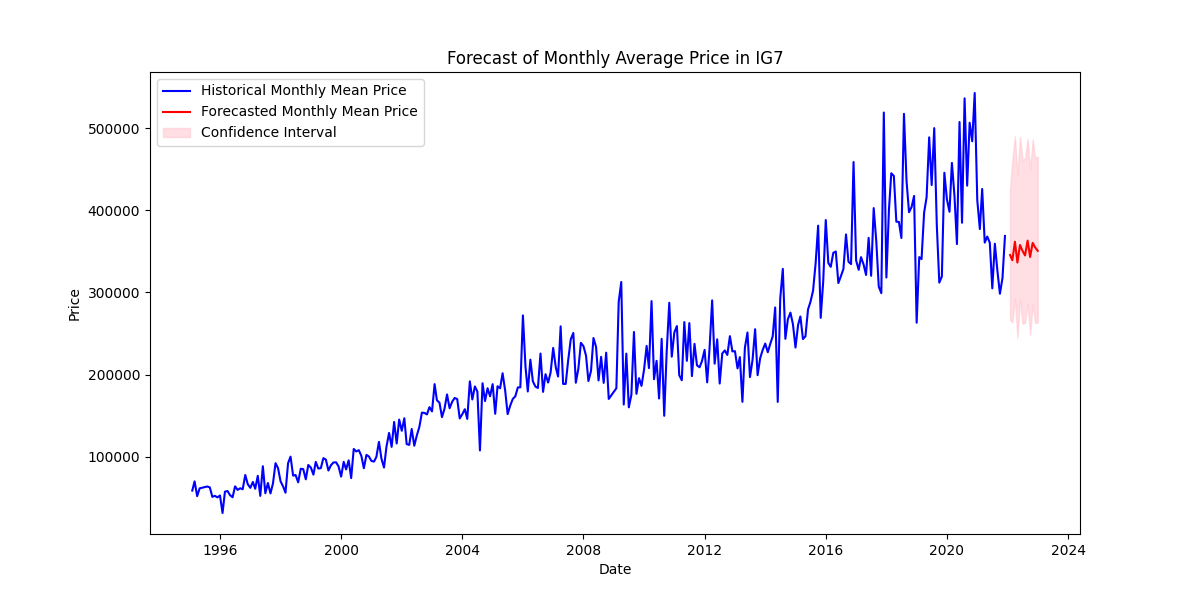 Forecast of Monthly Average Price in IG7
Historical Monthly Mean Price
Forecasted Monthly Mean Price
Confidence Interval
500000
400000
300000
200000
100000
Price
1996 2000 2004 2008 2012 2016 2020 2024
Date